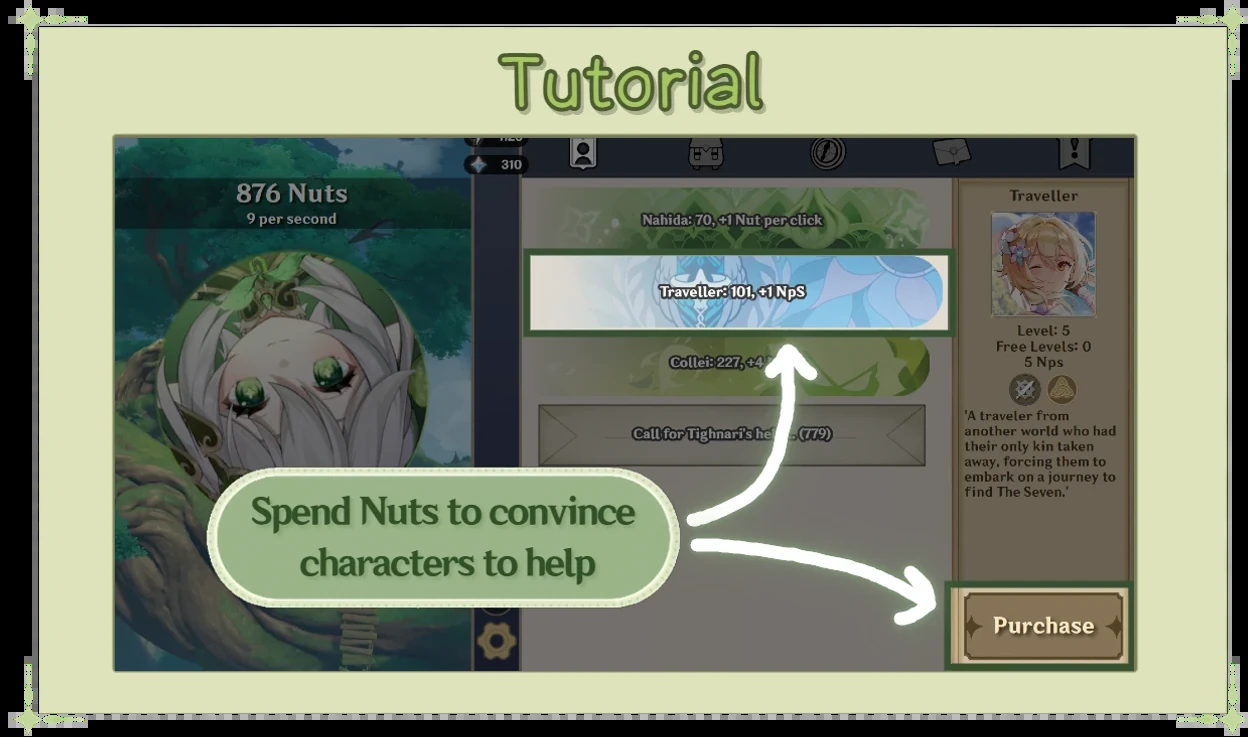 Tutorial
310
876 Nuts
9 per second
Nahida: 70, +1 Nut per click
Traveller: 101, +1 NpS
Collei: 227, +4
Call for Tighnari's (779)
Spend Nuts to convince
characters to help
Traveller
Level: 5
Free Levels: 0
5 Nps
'A traveler from
another world who had
their only kin taken
away, forcing them to
embark on a journey to
find The Seven.'
Purchase